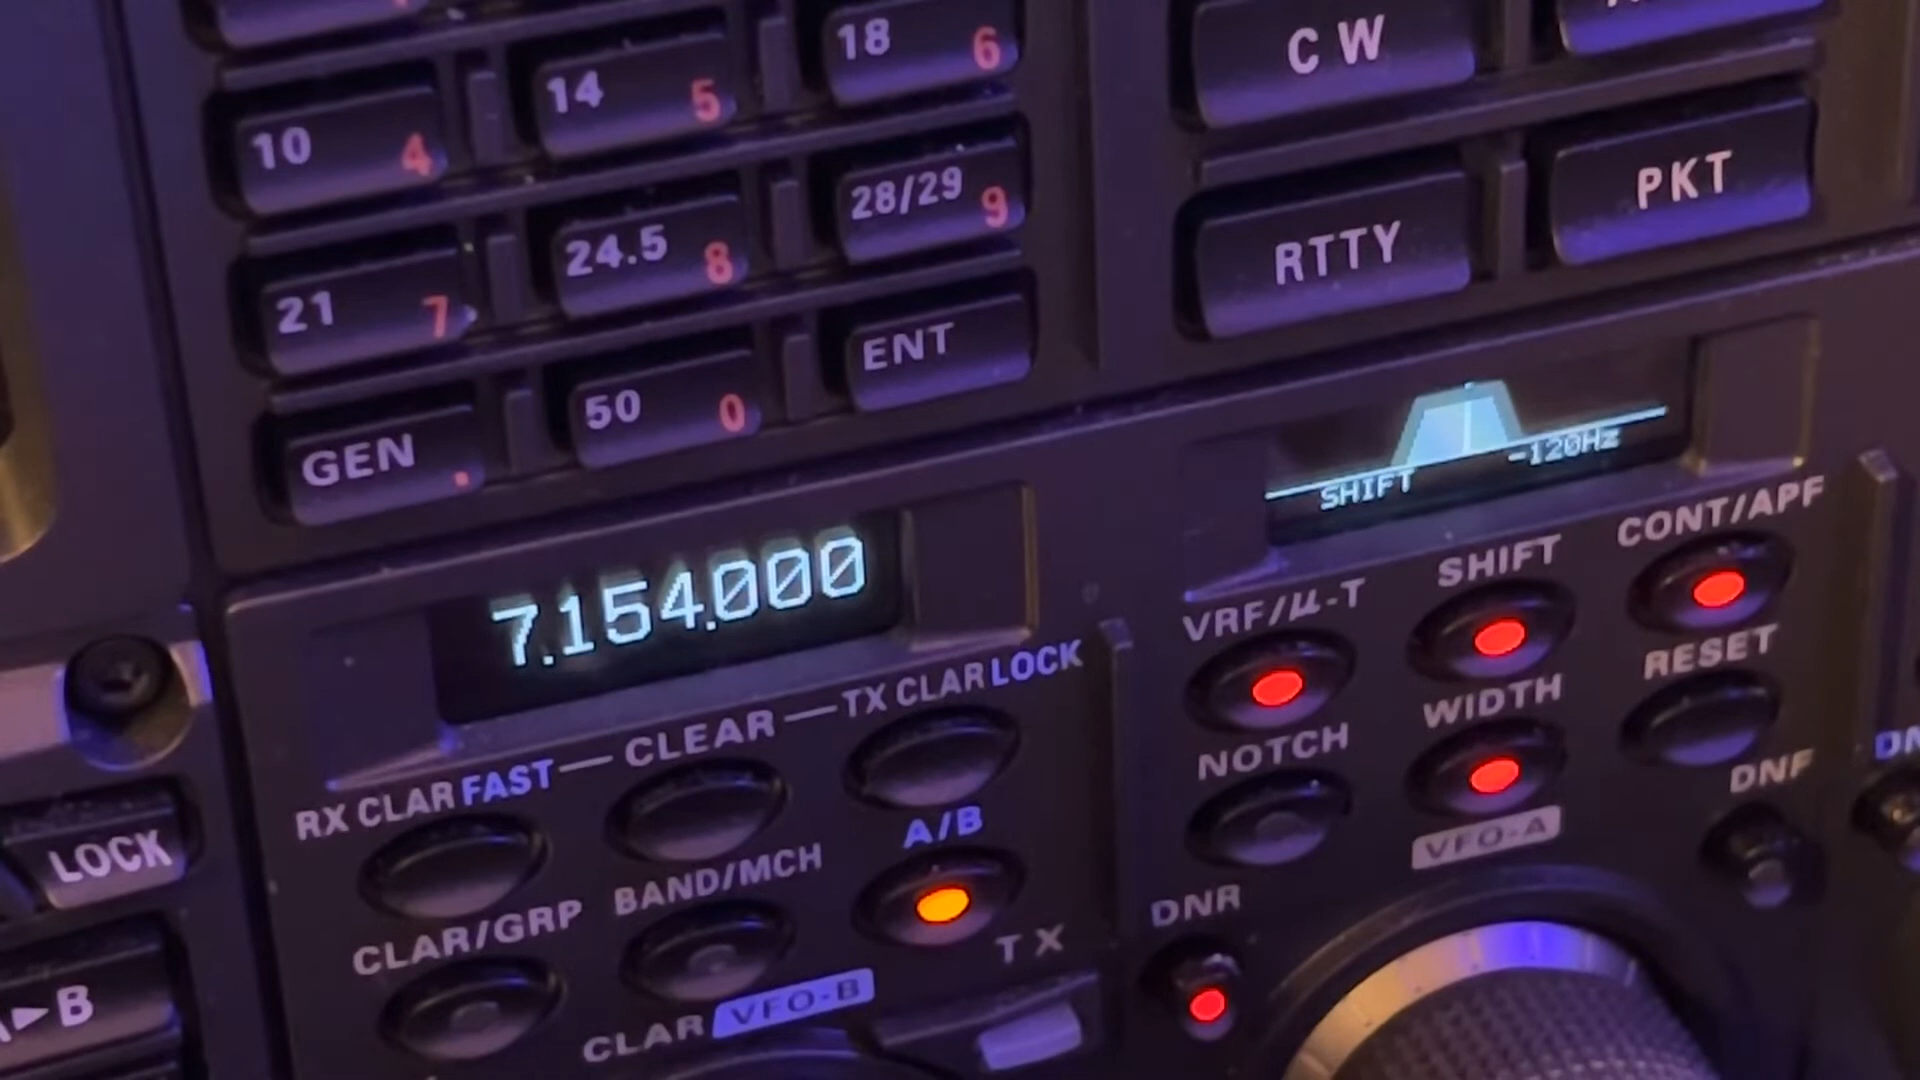 18 6
14 5
10 4
28/29 9
24.5 8
21 7
ENT
50 0
GEN .
CW
PKT
RTTY
SHIFT -120Hz
7.154.000
CONT/APF
SHIFT
VRF/μ-T
RESET
WIDTH
NOTCH
DNF
VFO-A
DNR
RX CLAR FAST — CLEAR — TX CLAR LOCK
A/B
BAND/MCH
CLAR/GRP
TX
CLAR VFO-B
LOCK
►B